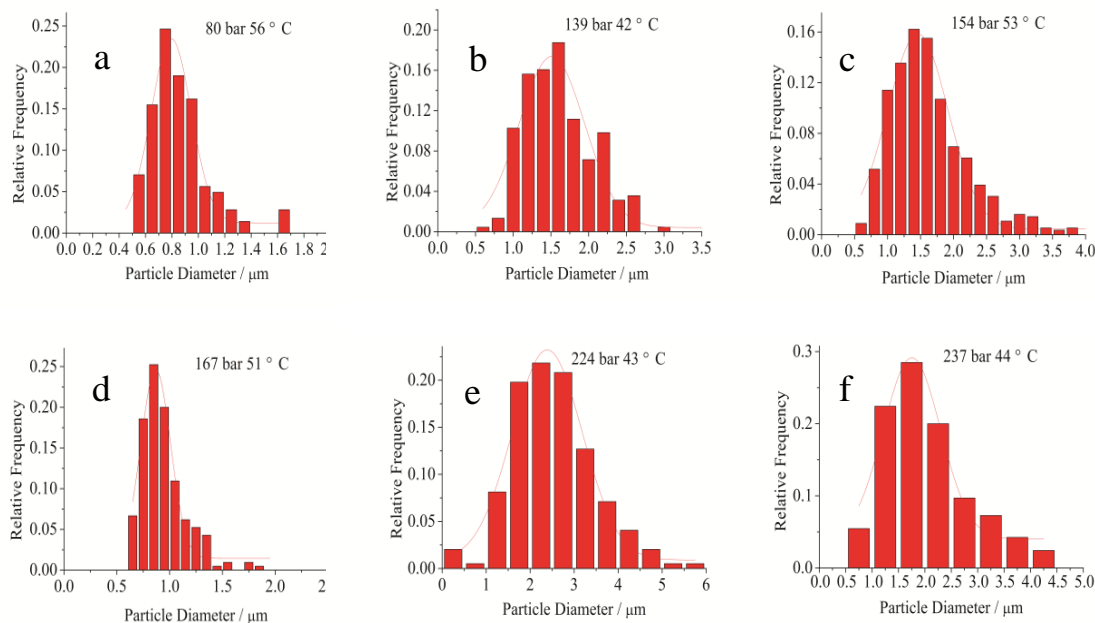 80 bar 56 ° C
a
Relative Frequency
0.25
0.20
0.15
0.10
0.05
0.00
0.0 0.2 0.4 0.6 0.8 1.0 1.2 1.4 1.6 1.8 2
Particle Diameter / μm
139 bar 42 ° C
b
Relative Frequency
0.20
0.16
0.12
0.08
0.04
0.00
0.0 0.5 1.0 1.5 2.0 2.5 3.0 3.5
Particle Diameter / μm
154 bar 53 ° C
c
Relative Frequency
0.16
0.12
0.08
0.04
0.00
0.0 0.5 1.0 1.5 2.0 2.5 3.0 3.5 4.0
Particle Diameter / μm
167 bar 51 ° C
d
Relative Frequency
0.25
0.20
0.15
0.10
0.05
0.00
0.0 0.5 1.0 1.5 2.0 2
Particle Diameter / μm
224 bar 43 ° C
e
Relative Frequency
0.20
0.15
0.10
0.05
0.00
0 1 2 3 4 5 6
Particle Diameter / μm
237 bar 44 ° C
f
Relative Frequency
0.3
0.2
0.1
0.0
0.0 0.5 1.0 1.5 2.0 2.5 3.0 3.5 4.0 4.5 5.0
Particle Diameter / μm